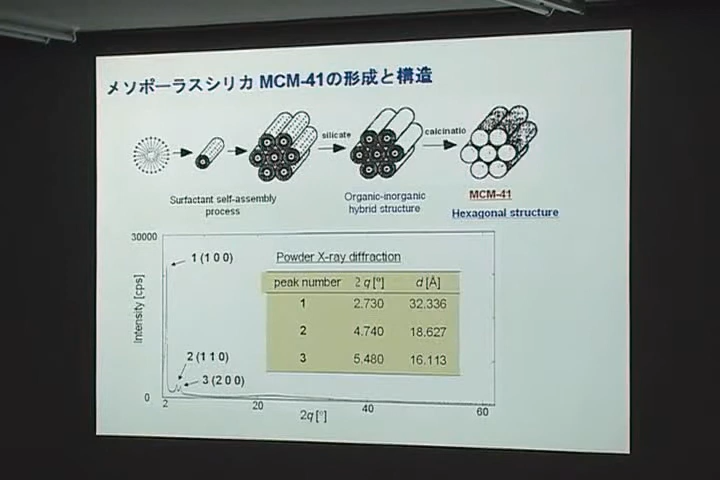 メソポーラスシリカ MCM-41の形成と構造
silicate
calcinatio
Surfactant self-assembly
process
Organic-inorganic
hybrid structure
MCM-41
Hexagonal structure
30000
Intensity [cps]
0
1 (1 0 0)
2 (1 1 0)
3 (2 0 0)
Powder X-ray diffraction
peak number 2 q [º] d [Å]
1 2.730 32.336
2 4.740 18.627
3 5.480 16.113
2 20 40 60
2q [º]